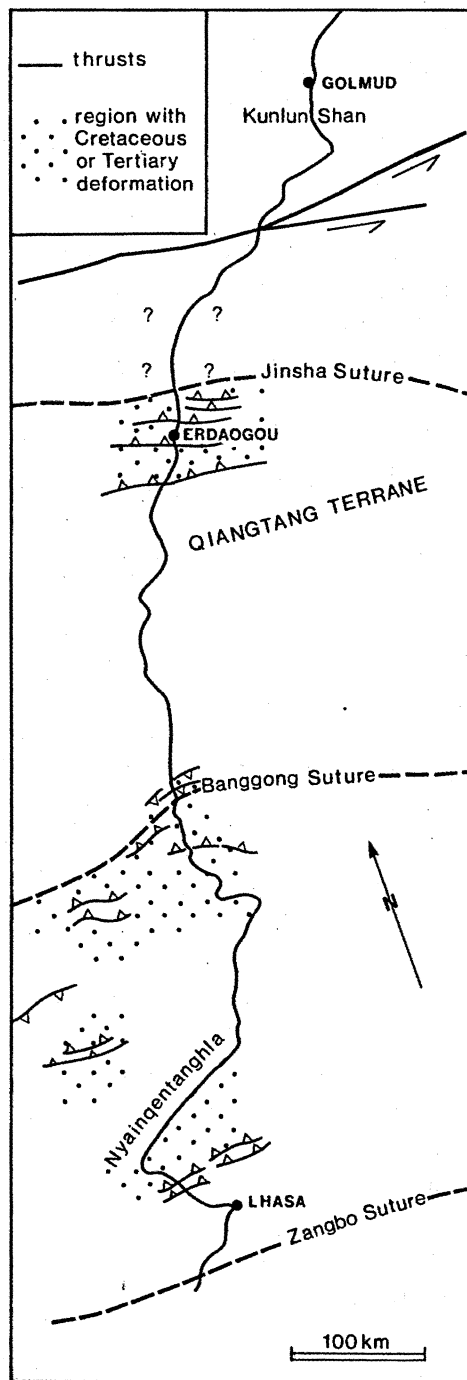 thrusts
region with
Cretaceous
or Tertiary
deformation
GOLMUD
Kunlun Shan
? ?
? ?
Jinsha Suture
ERDAOGOU
QIANGTANG TERRANE
Banggong Suture
N
Nyainqentanghla
LHASA
Zangbo Suture
100 km